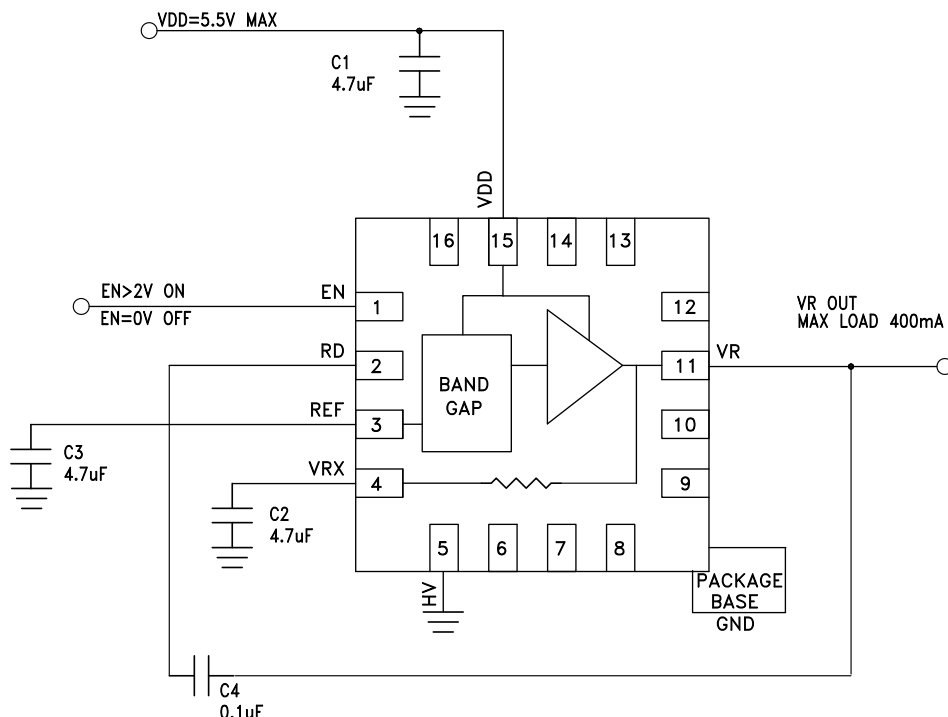 VDD=5.5V MAX
C1
4.7uF
VDD
16
15
14
13
EN>2V ON
EN=0V OFF
EN
1
12
VR OUT
MAX LOAD 400mA
RD
2
11
VR
BAND
GAP
REF
3
10
C3
4.7uF
VRX
4
9
C2
4.7uF
5
6
7
8
HV
PACKAGE
BASE
GND
C4
0.1uF